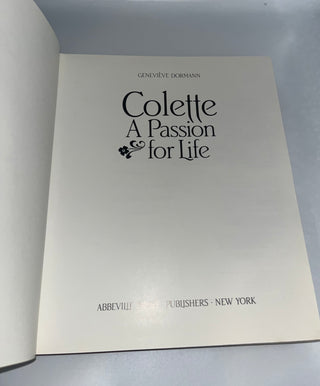 GENEVIÈVE DORMANN
Colette
A Passion
for Life
ABBEVILLE PUBLISHERS · NEW YORK